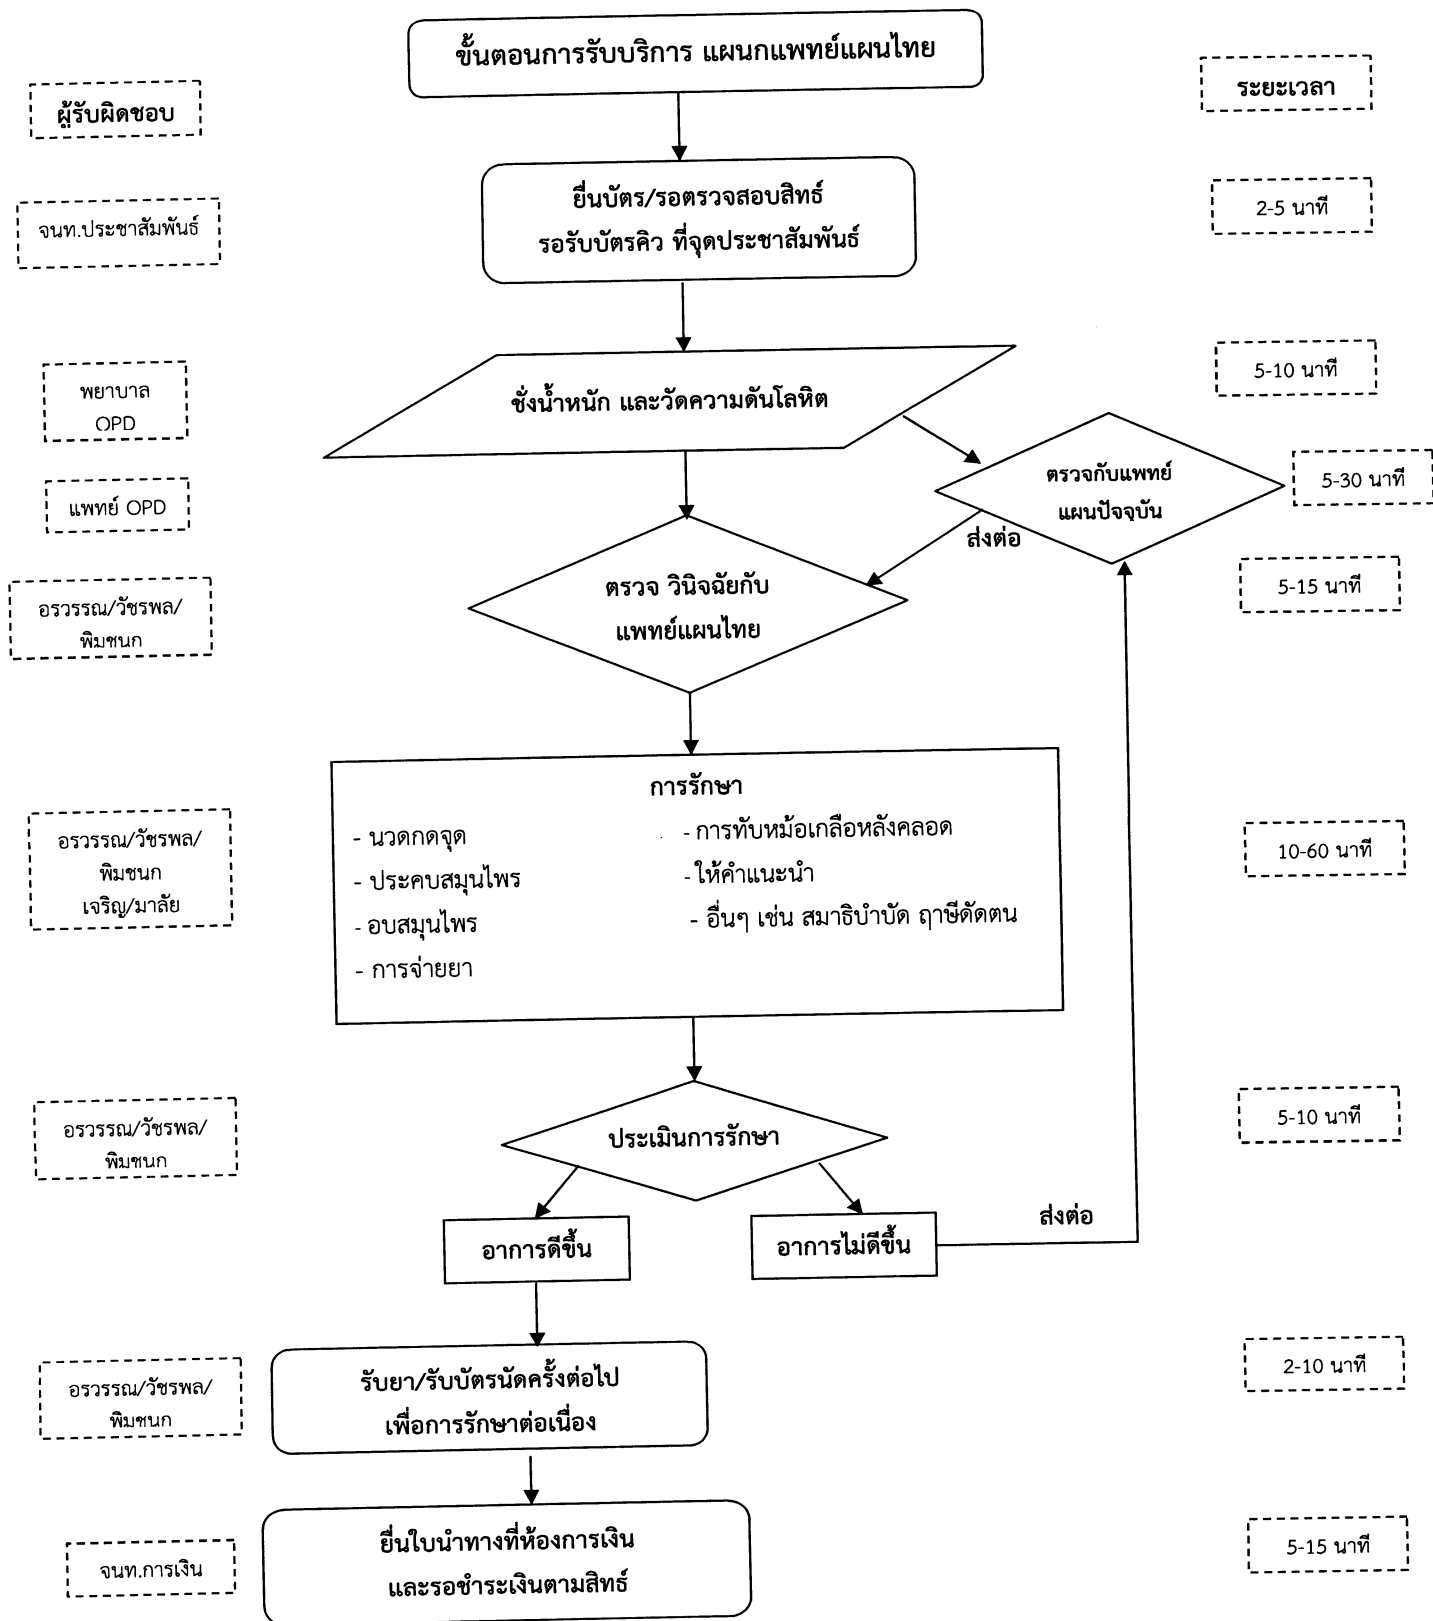 ขั้นตอนการรับบริการ แผนกแพทย์แผนไทย
ผู้รับผิดชอบ
ระยะเวลา
จนท.ประชาสัมพันธ์
ยื่นบัตร/รอตรวจสอบสิทธ์
รอรับบัตรคิว ที่จุดประชาสัมพันธ์
2-5 นาที
พยาบาล
OPD
ชั่งน้ำหนัก และวัดความดันโลหิต
5-10 นาที
แพทย์ OPD
ตรวจกับแพทย์
แผนปัจจุบัน
5-30 นาที
ส่งต่อ
อรวรรณ/วัชรพล/
พิมชนก
ตรวจ วินิจฉัยกับ
แพทย์แผนไทย
5-15 นาที
อรวรรณ/วัชรพล/
พิมชนก
เจริญ/มาลัย
การรักษา
- นวดกดจุด
- ประคบสมุนไพร
- อบสมุนไพร
- การจ่ายยา
- การทับหม้อเกลือหลังคลอด
- ให้คำแนะนำ
- อื่นๆ เช่น สมาธิบำบัด ฤาษีดัดตน
10-60 นาที
อรวรรณ/วัชรพล/
พิมชนก
ประเมินการรักษา
5-10 นาที
อาการดีขึ้น
อาการไม่ดีขึ้น
ส่งต่อ
อรวรรณ/วัชรพล/
พิมชนก
รับยา/รับบัตรนัดครั้งต่อไป
เพื่อการรักษาต่อเนื่อง
2-10 นาที
จนท.การเงิน
ยื่นใบนำทางที่ห้องการเงิน
และรอชำระเงินตามสิทธ์
5-15 นาที